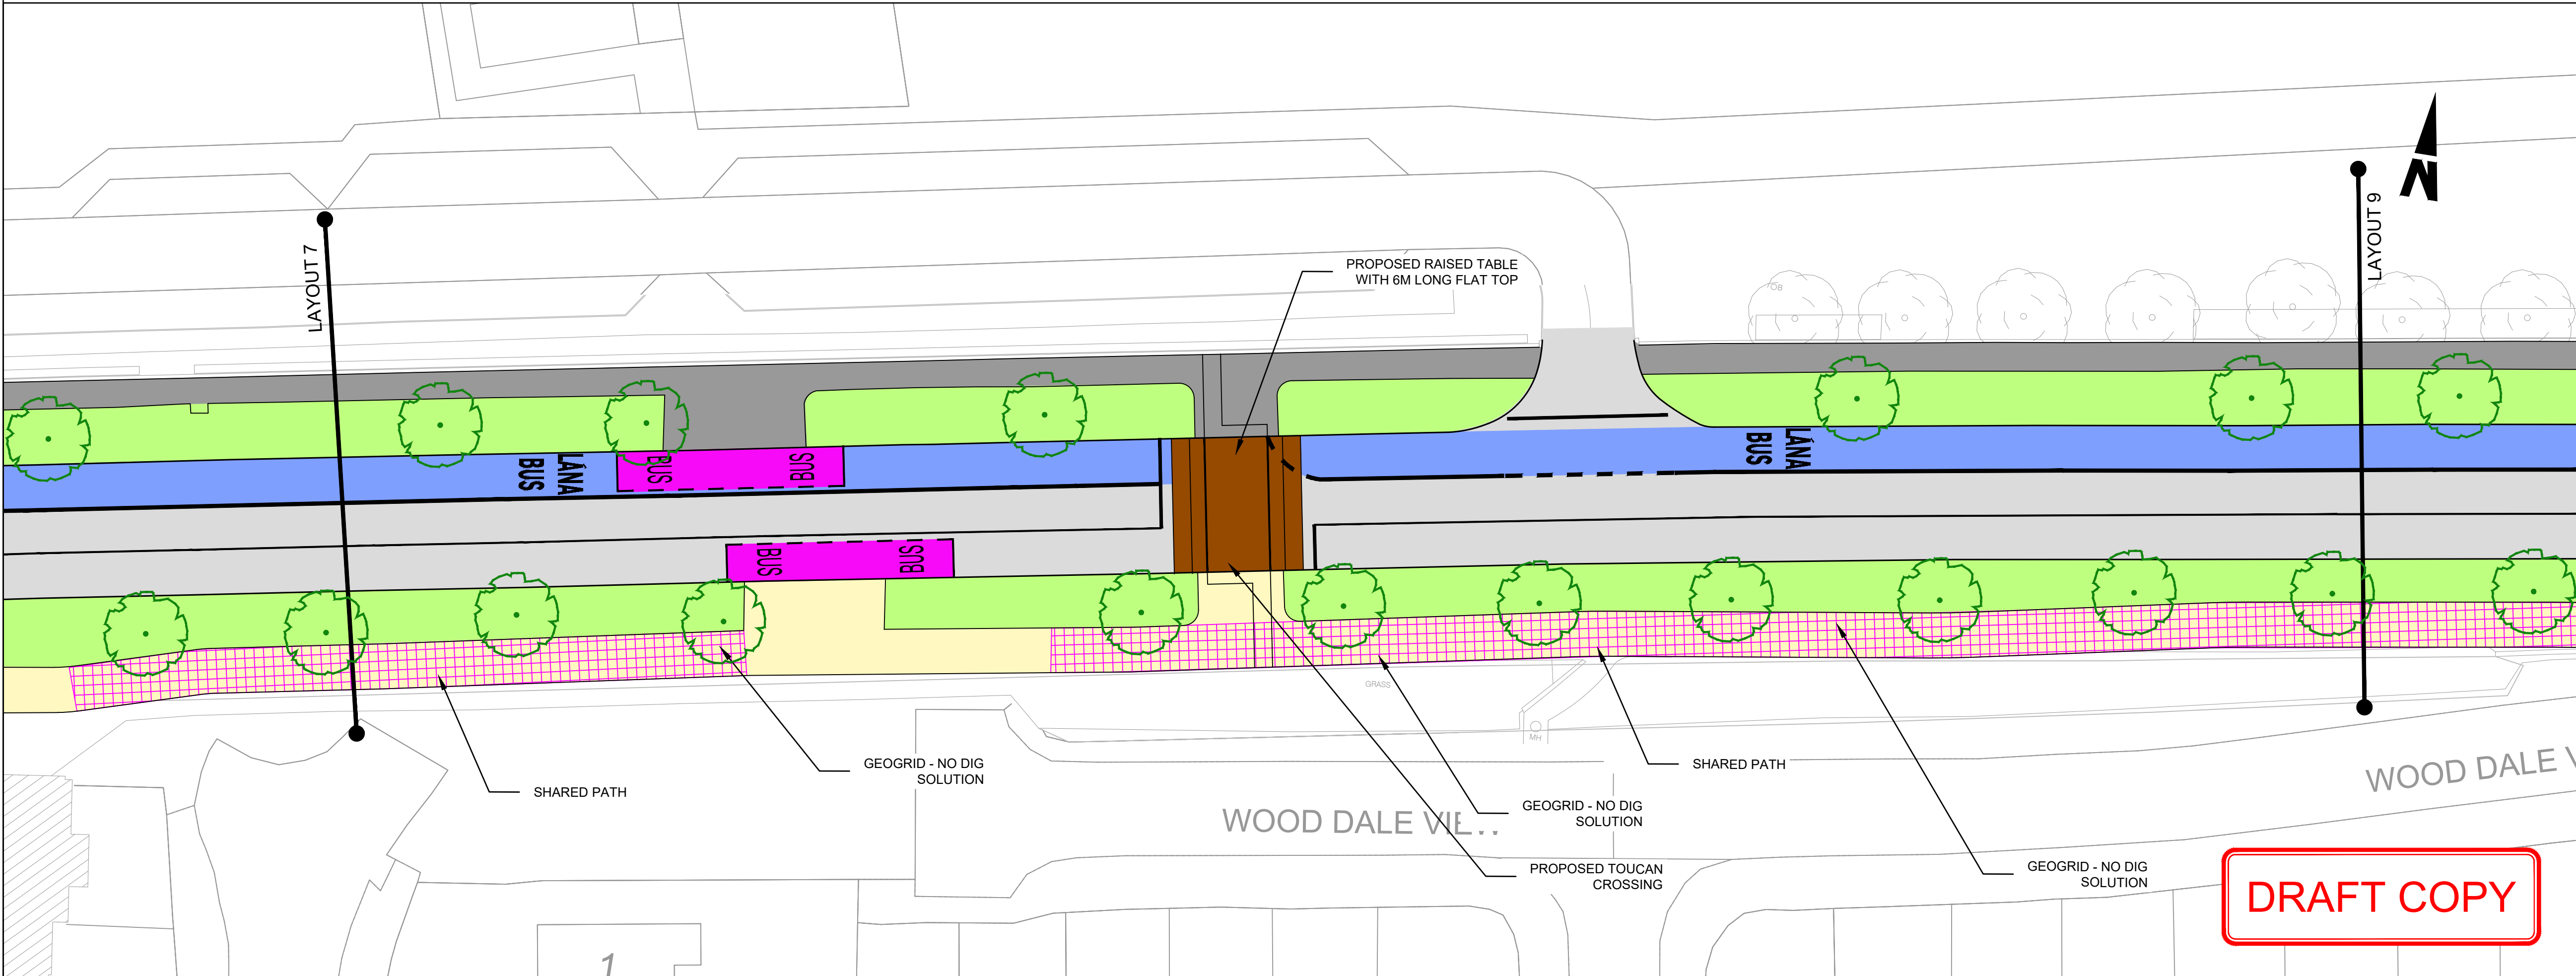 LAYOUT 7
PROPOSED RAISED TABLE
WITH 6M LONG FLAT TOP
LAYOUT 9
N
LÁNA
BUS
BUS
BUS
LÁNA
BUS
BUS
BUS
GRASS
MH
SHARED PATH
GEOGRID - NO DIG
SOLUTION
SHARED PATH
GEOGRID - NO DIG
SOLUTION
WOOD DALE VIEW
WOOD DALE V
PROPOSED TOUCAN
CROSSING
GEOGRID - NO DIG
SOLUTION
DRAFT COPY
1